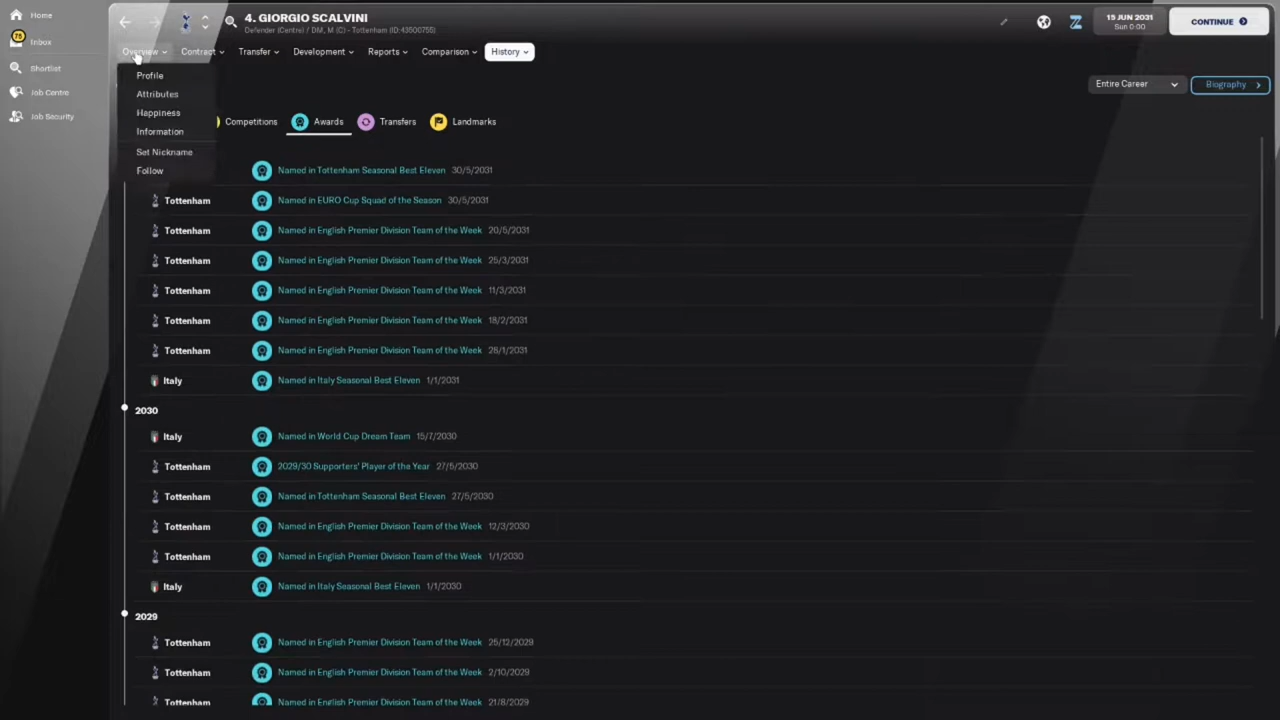 Home
75
Inbox
Shortlist
Job Centre
Job Security
4. GIORGIO SCALVINI
Defender (Centre) / DM, M (C) - Tottenham (ID:43500755)
15 JUN 2031
Sun 0:00
CONTINUE
Overview
Contract
Transfer
Development
Reports
Comparison
History
Profile
Attributes
Happiness
Information
Set Nickname
Follow
Entire Career
Biography
Competitions
Awards
Transfers
Landmarks
Named in Tottenham Seasonal Best Eleven 30/5/2031
Tottenham Named in EURO Cup Squad of the Season 30/5/2031
Tottenham Named in English Premier Division Team of the Week 20/5/2031
Tottenham Named in English Premier Division Team of the Week 25/3/2031
Tottenham Named in English Premier Division Team of the Week 11/3/2031
Tottenham Named in English Premier Division Team of the Week 18/2/2031
Tottenham Named in English Premier Division Team of the Week 28/1/2031
Italy Named in Italy Seasonal Best Eleven 1/1/2031
2030
Italy Named in World Cup Dream Team 15/7/2030
Tottenham 2029/30 Supporters' Player of the Year 27/5/2030
Tottenham Named in Tottenham Seasonal Best Eleven 27/5/2030
Tottenham Named in English Premier Division Team of the Week 12/3/2030
Tottenham Named in English Premier Division Team of the Week 1/1/2030
Italy Named in Italy Seasonal Best Eleven 1/1/2030
2029
Tottenham Named in English Premier Division Team of the Week 25/12/2029
Tottenham Named in English Premier Division Team of the Week 2/10/2029
Tottenham Named in English Premier Division Team of the Week 21/8/2029